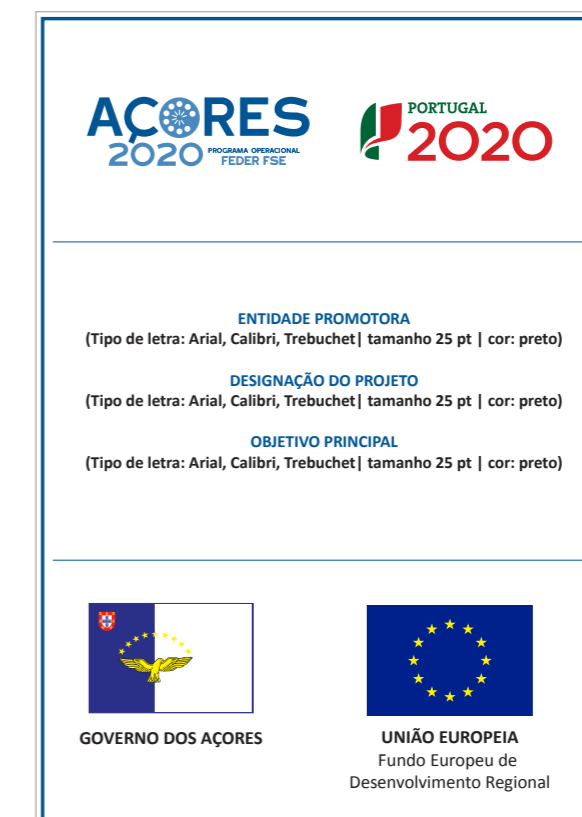 AÇORES
2020 PROGRAMA OPERACIONAL
FEDER FSE
PORTUGAL
2020
ENTIDADE PROMOTORA
(Tipo de letra: Arial, Calibri, Trebuchet| tamanho 25 pt | cor: preto)
DESIGNAÇÃO DO PROJETO
(Tipo de letra: Arial, Calibri, Trebuchet| tamanho 25 pt | cor: preto)
OBJETIVO PRINCIPAL
(Tipo de letra: Arial, Calibri, Trebuchet| tamanho 25 pt | cor: preto)
GOVERNO DOS AÇORES
UNIÃO EUROPEIA
Fundo Europeu de
Desenvolvimento Regional